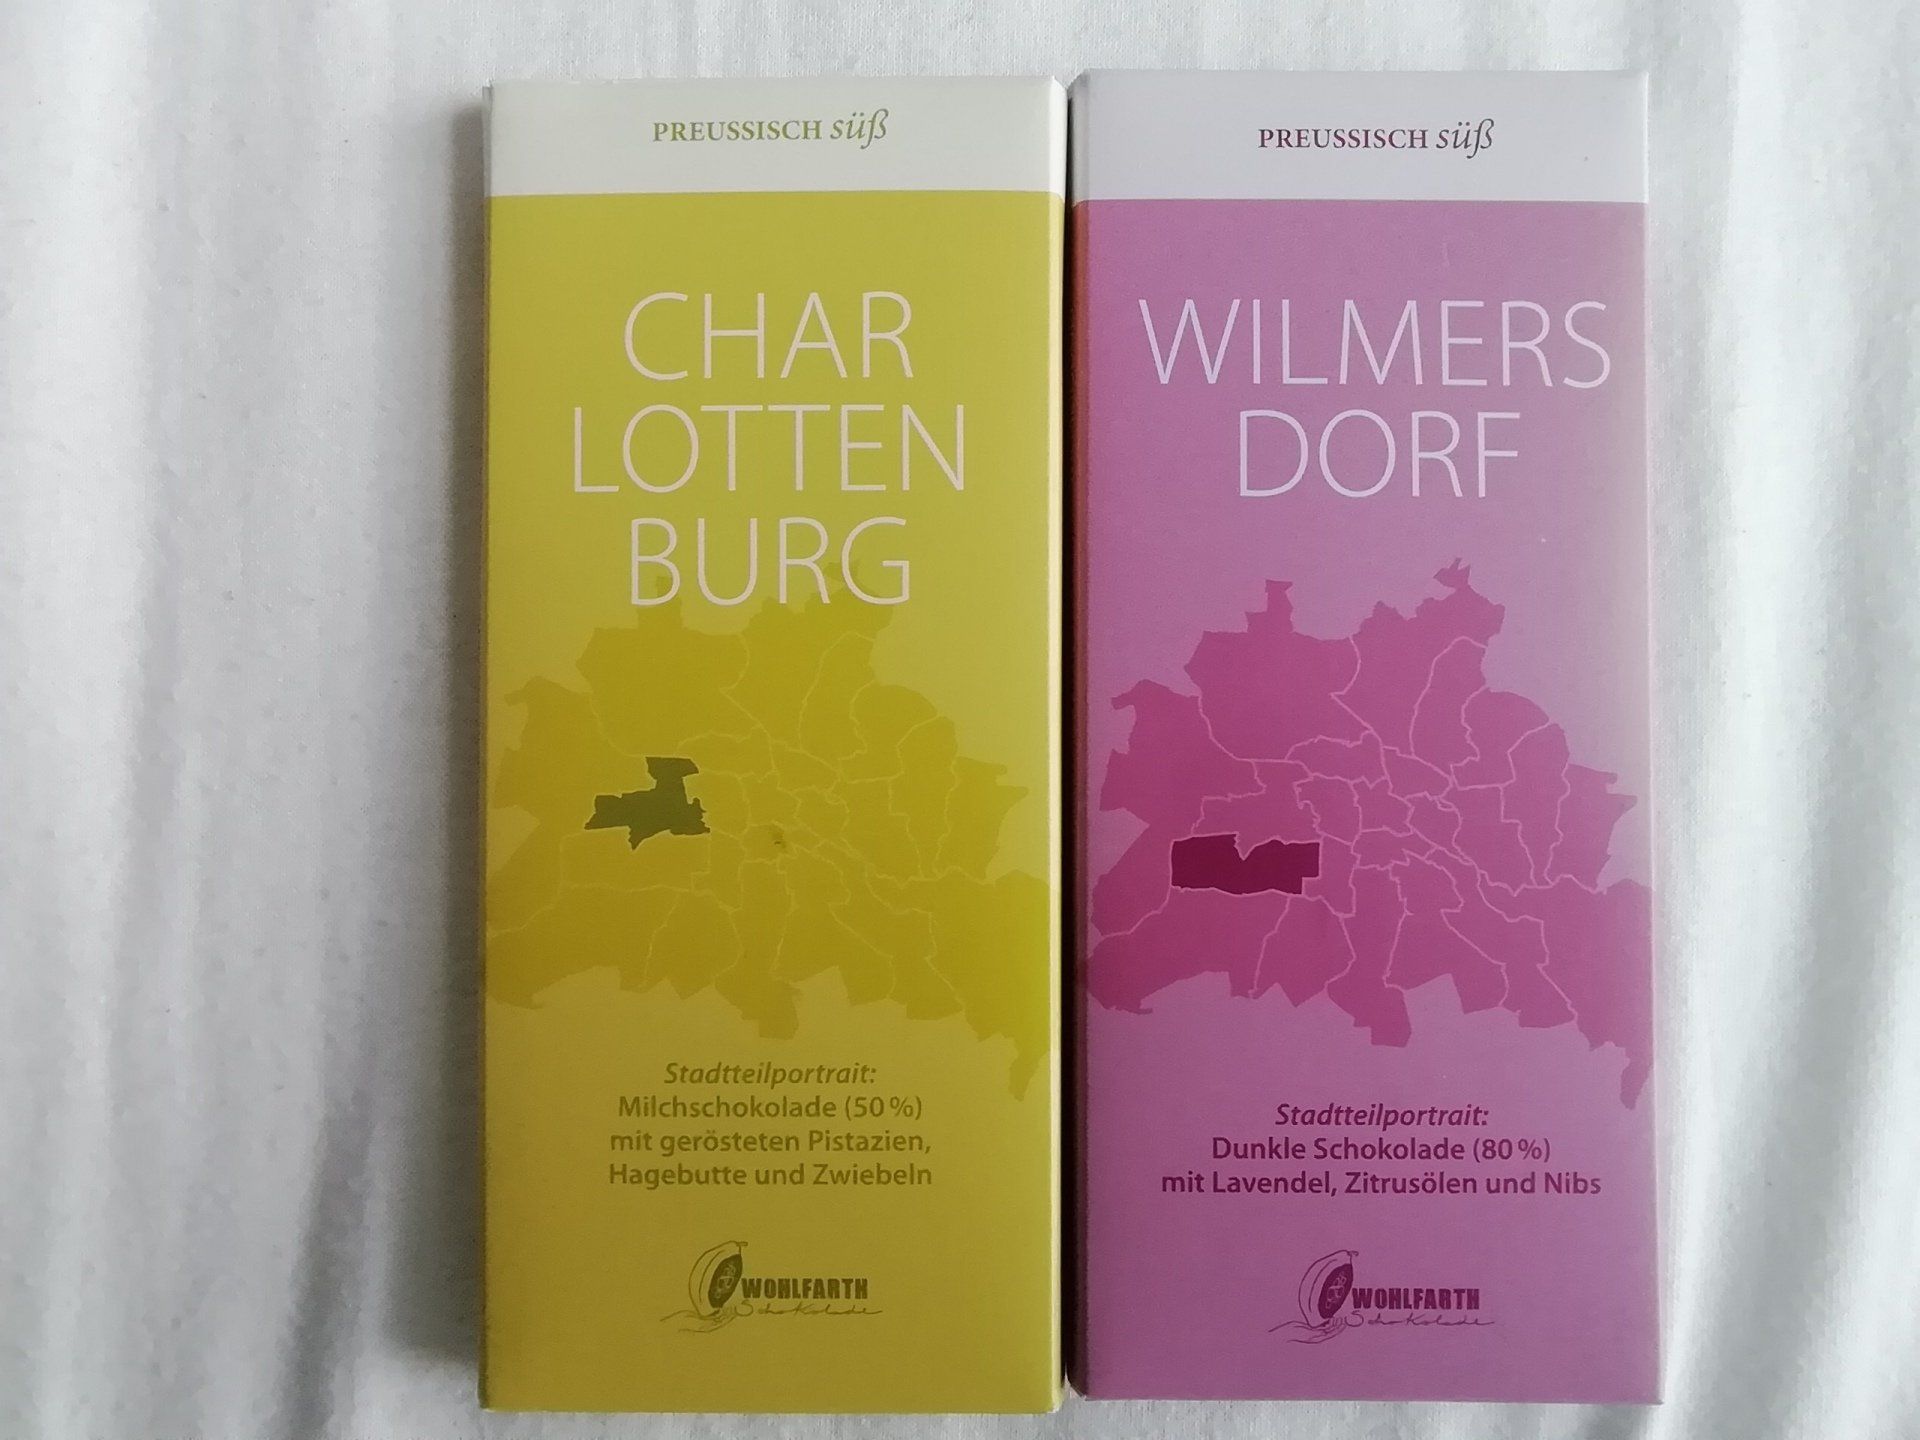 PREUSSISCH süß
CHAR
LOTTEN
BURG
Stadtteilportrait:
Milchschokolade (50 %)
mit gerösteten Pistazien,
Hagebutte und Zwiebeln
WOHLFARTH
Schokolade
PREUSSISCH süß
WILMERS
DORF
Stadtteilportrait:
Dunkle Schokolade (80 %)
mit Lavendel, Zitrusölen und Nibs
WOHLFARTH
Schokolade